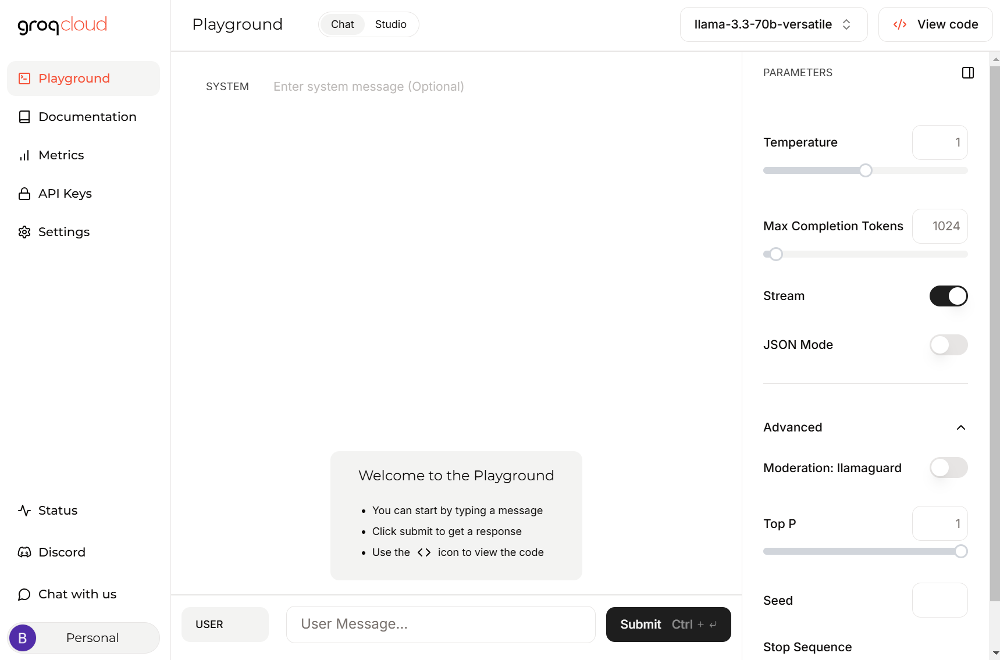 groqcloud
Playground
Documentation
Metrics
API Keys
Settings
Status
Discord
Chat with us
B
Personal
Playground
Chat
Studio
llama-3.3-70b-versatile
</> View code
SYSTEM
Enter system message (Optional)
Welcome to the Playground
• You can start by typing a message
• Click submit to get a response
• Use the <> icon to view the code
USER
User Message...
Submit Ctrl + ↵
PARAMETERS
Temperature
1
Max Completion Tokens
1024
Stream
JSON Mode
Advanced
Moderation: llamaguard
Top P
1
Seed
Stop Sequence